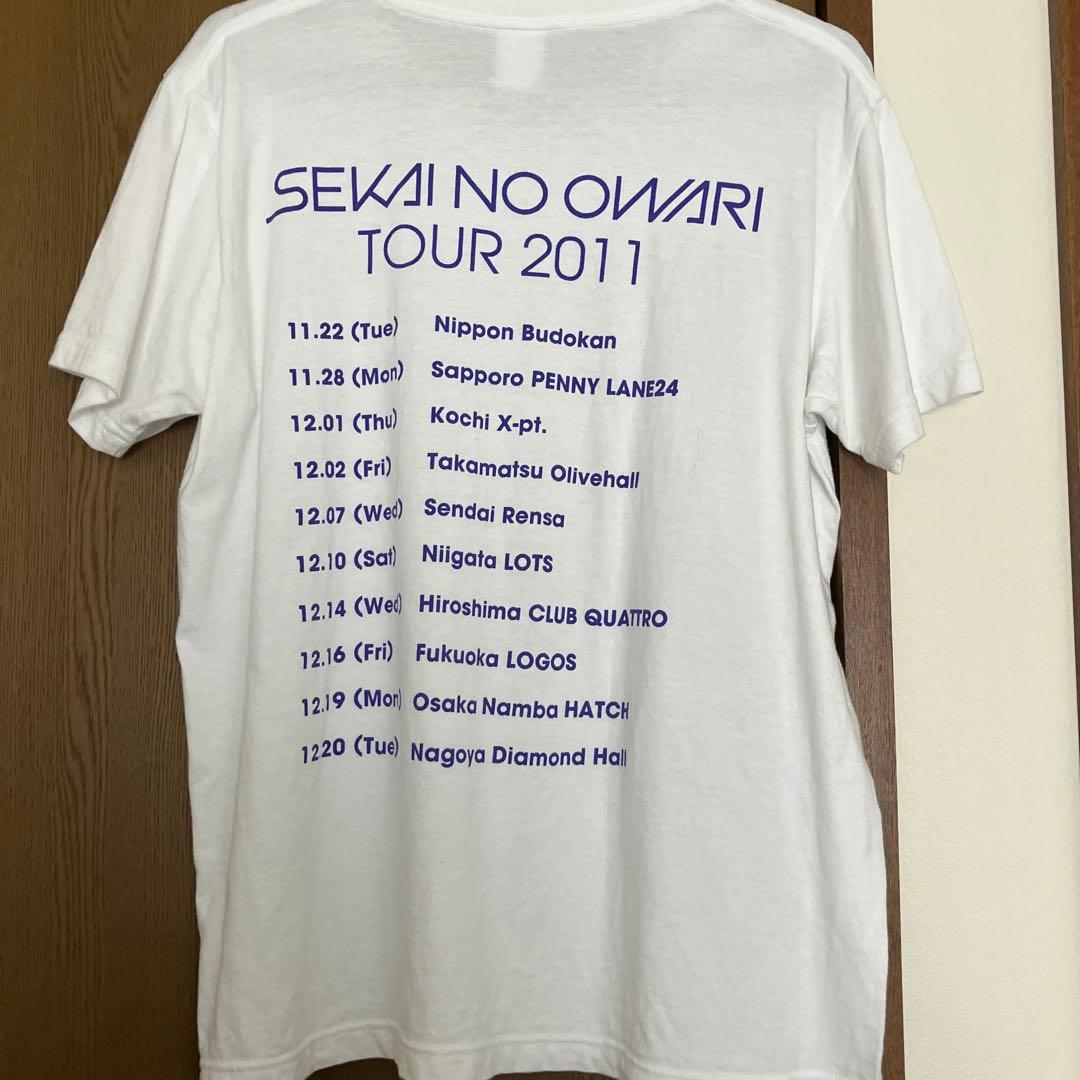 SEKAI NO OWARI
TOUR 2011
11.22 (Tue) Nippon Budokan
11.28 (Mon) Sapporo PENNY LANE24
12.01 (Thu) Kochi X-pt.
12.02 (Fri) Takamatsu Olivehall
12.07 (Wed) Sendai Rensa
12.10 (Sat) Niigata LOTS
12.14 (Wed) Hiroshima CLUB QUATTRO
12.16 (Fri) Fukuoka LOGOS
12.19 (Mon) Osaka Namba HATCH
12.20 (Tue) Nagoya Diamond Hall